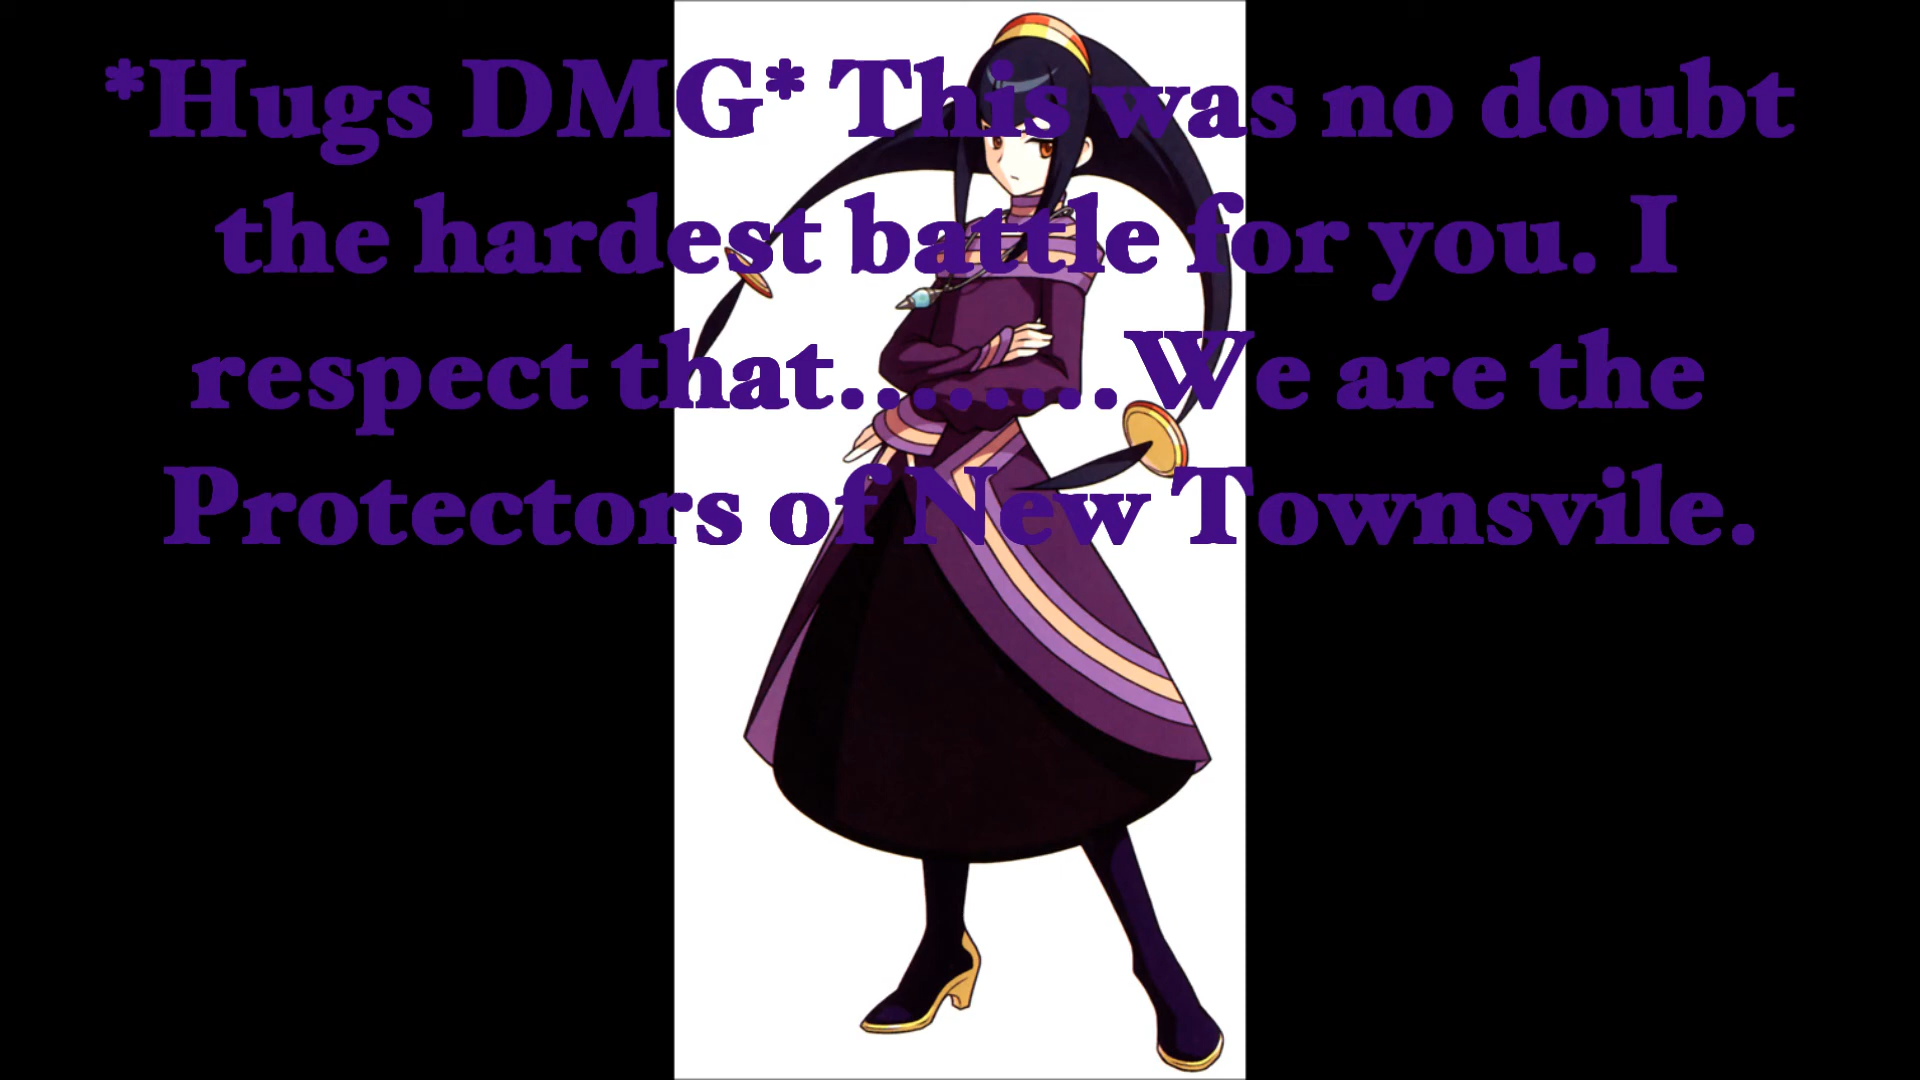 *Hugs DMG* This was no doubt
the hardest battle for you. I
respect that.........We are the
Protectors of New Townsvile.